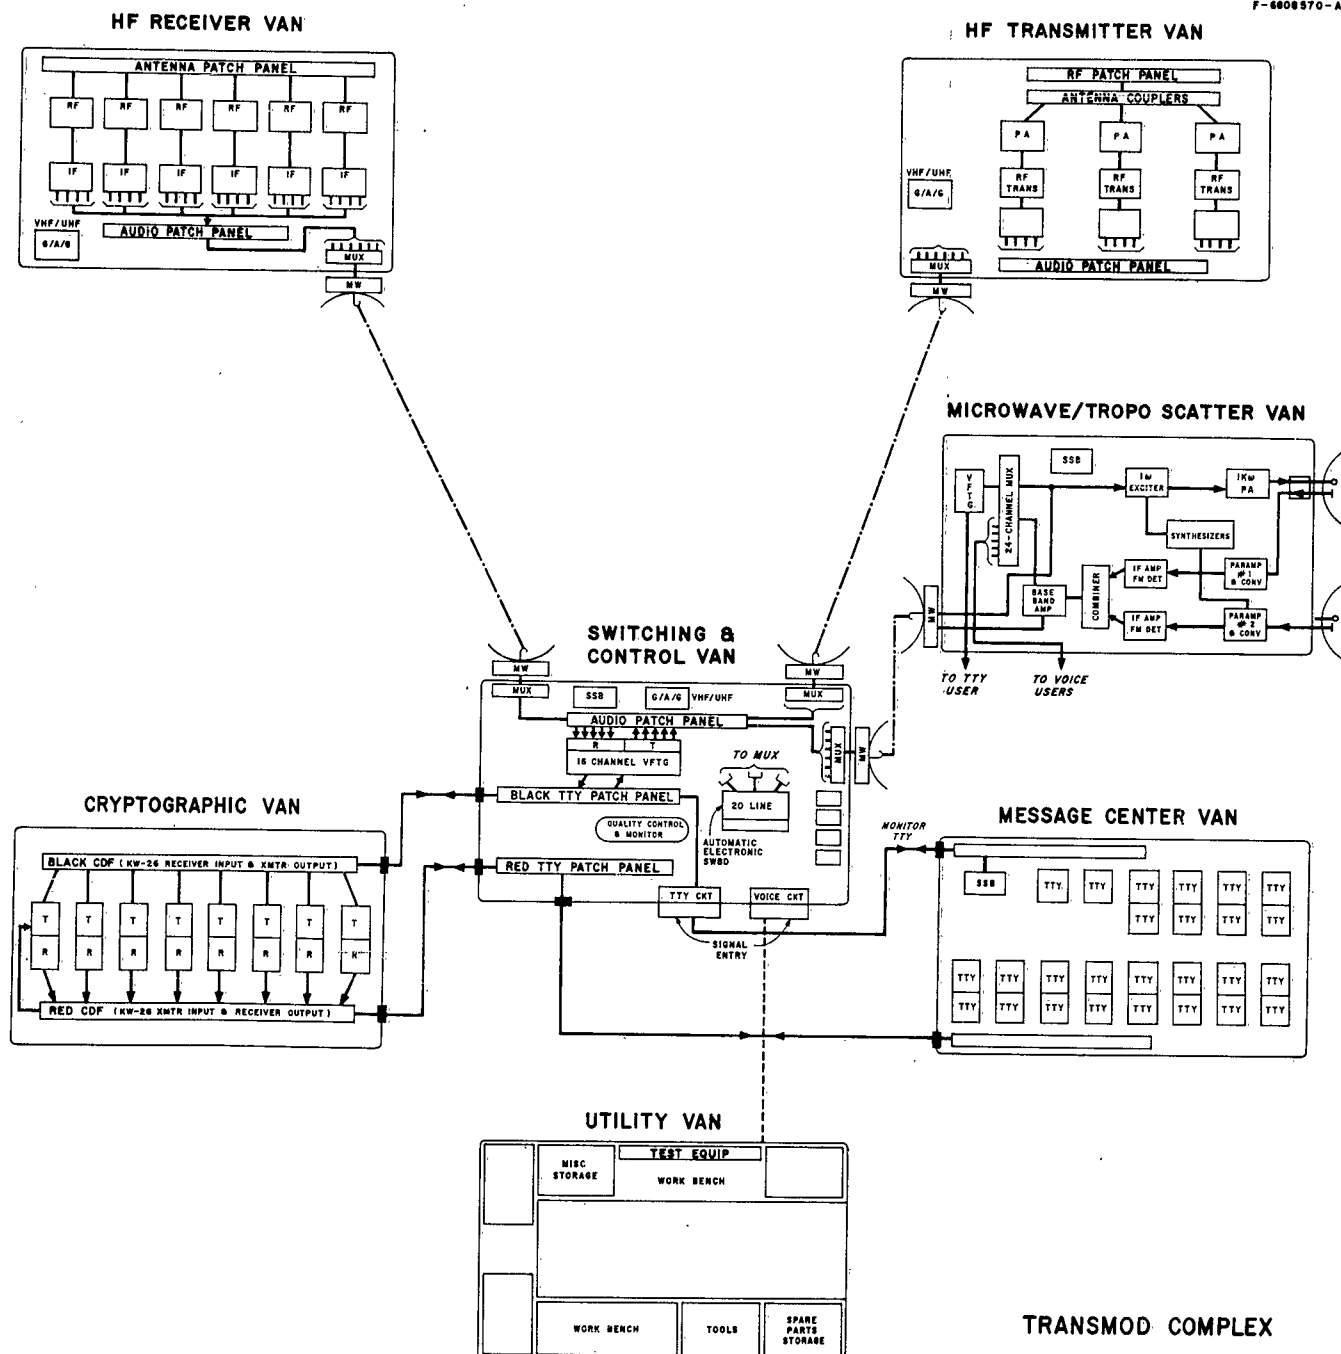 F-6808570-A
HF RECEIVER VAN
ANTENNA PATCH PANEL
RF RF RF RF RF RF
IF IF IF IF IF IF
VHF/UHF
G/A/G
AUDIO PATCH PANEL
MUX
MW
HF TRANSMITTER VAN
RF PATCH PANEL
ANTENNA COUPLERS
PA PA PA
VHF/UHF
G/A/G
RF TRANS
RF TRANS
RF TRANS
MUX
AUDIO PATCH PANEL
MW
MICROWAVE/TROPO SCATTER VAN
SSB
VFTG
24-CHANNEL MUX
1W
EXCITER
1KW
PA
SYNTHESIZERS
IF AMP
FM DET
PARAMP
#1
& CONV
COMBINER
BASE
BAND
AMP
MW
IF AMP
FM DET
PARAMP
# 2
& CONV
TO TTY
USER
TO VOICE
USERS
SWITCHING &
CONTROL VAN
MW
MUX
MW
MUX
SSB
G/A/G VHF/UHF
AUDIO PATCH PANEL
R T
16 CHANNEL VFTG
TO MUX
MUX
MW
BLACK TTY PATCH PANEL
20 LINE
QUALITY CONTROL
& MONITOR
AUTOMATIC
ELECTRONIC
SWBD
RED TTY PATCH PANEL
TTY CKT
VOICE CKT
SIGNAL
ENTRY
CRYPTOGRAPHIC VAN
BLACK CDF (KW-26 RECEIVER INPUT & XMTR OUTPUT)
T T T T T T T T
R R R R R R R R
RED CDF (KW-26 XMTR INPUT & RECEIVER OUTPUT)
MESSAGE CENTER VAN
MONITOR
TTY
SSB
TTY TTY TTY TTY TTY TTY
TTY TTY TTY TTY
TTY TTY TTY TTY TTY TTY TTY TTY
TTY TTY TTY TTY TTY TTY TTY TTY
UTILITY VAN
MISC
STORAGE
TEST EQUIP
WORK BENCH
WORK BENCH
TOOLS
SPARE
PARTS
STORAGE
TRANSMOD COMPLEX